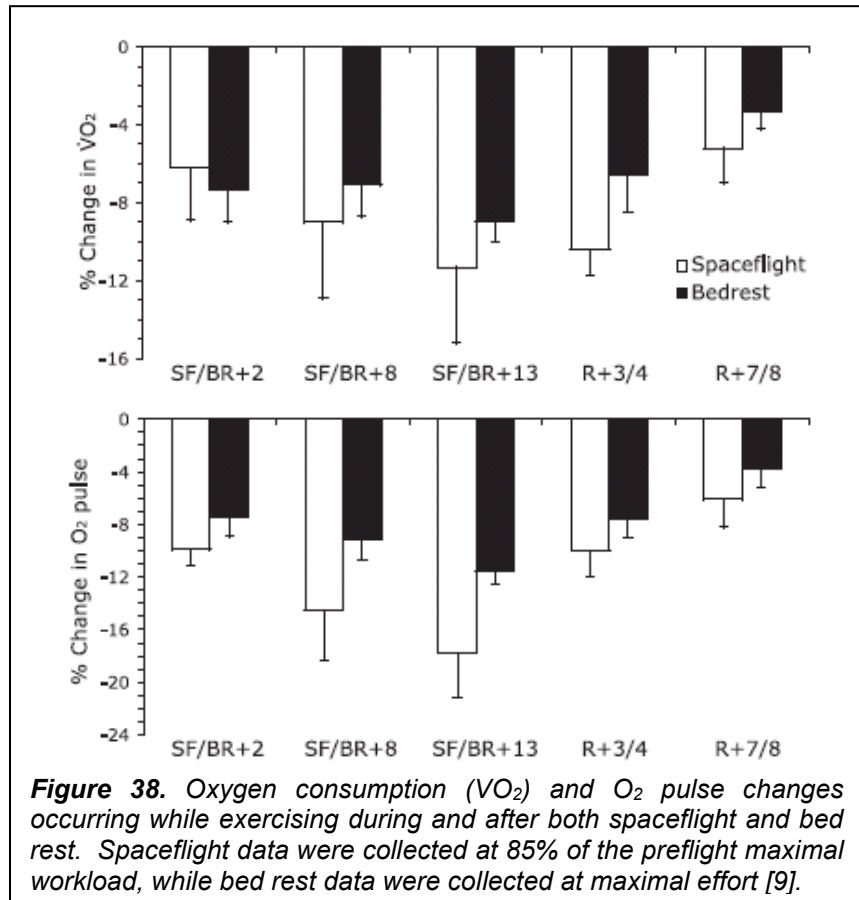 0
-4
-8
-12
-16
% Change in V̇O₂
Spaceflight
Bedrest
SF/BR+2 SF/BR+8 SF/BR+13 R+3/4 R+7/8
0
-4
-8
-12
-16
-20
-24
% Change in O₂ pulse
SF/BR+2 SF/BR+8 SF/BR+13 R+3/4 R+7/8
Figure 38. Oxygen consumption (VO₂) and O₂ pulse changes
occurring while exercising during and after both spaceflight and bed
rest. Spaceflight data were collected at 85% of the preflight maximal
workload, while bed rest data were collected at maximal effort [9].